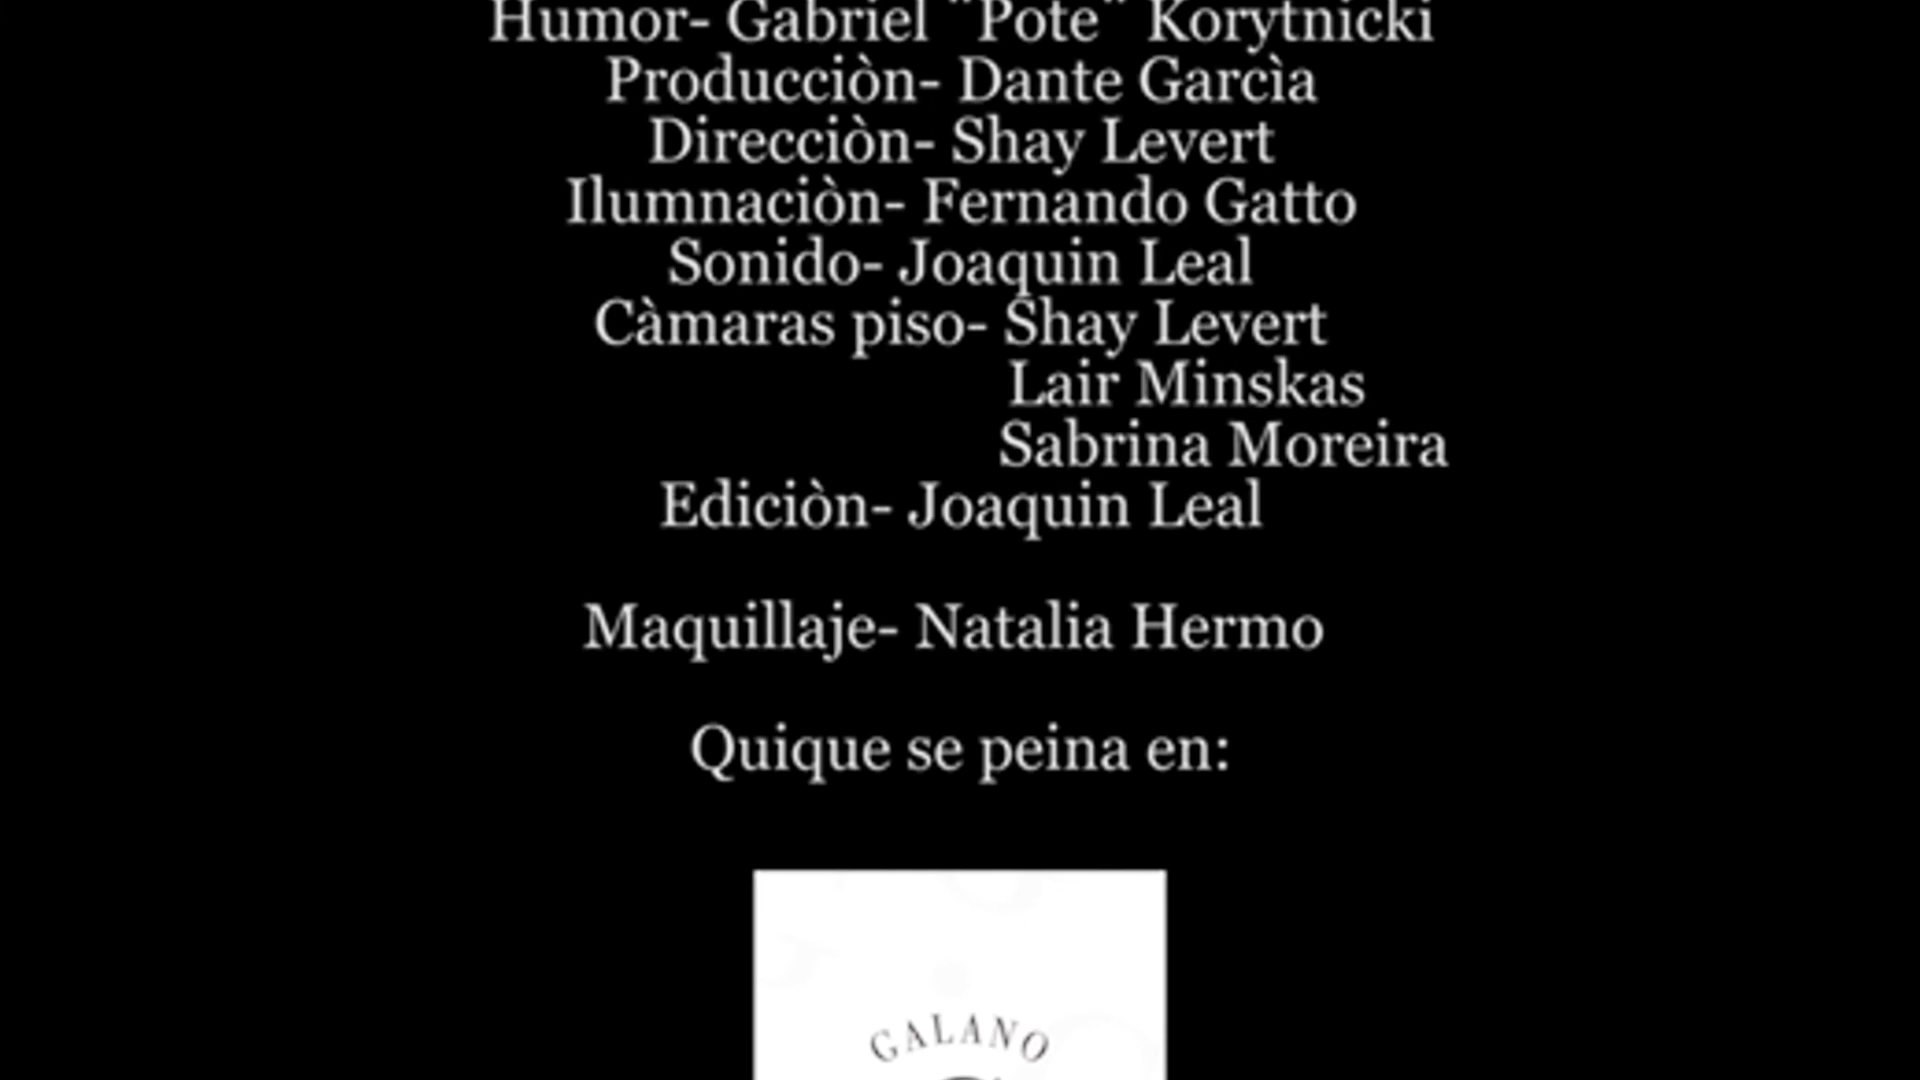 Humor- Gabriel "Pote" Korytnicki
Producciòn- Dante Garcìa
Direcciòn- Shay Levert
Ilumnaciòn- Fernando Gatto
Sonido- Joaquin Leal
Càmaras piso- Shay Levert
Lair Minskas
Sabrina Moreira
Ediciòn- Joaquin Leal
Maquillaje- Natalia Hermo
Quique se peina en:
GALANO